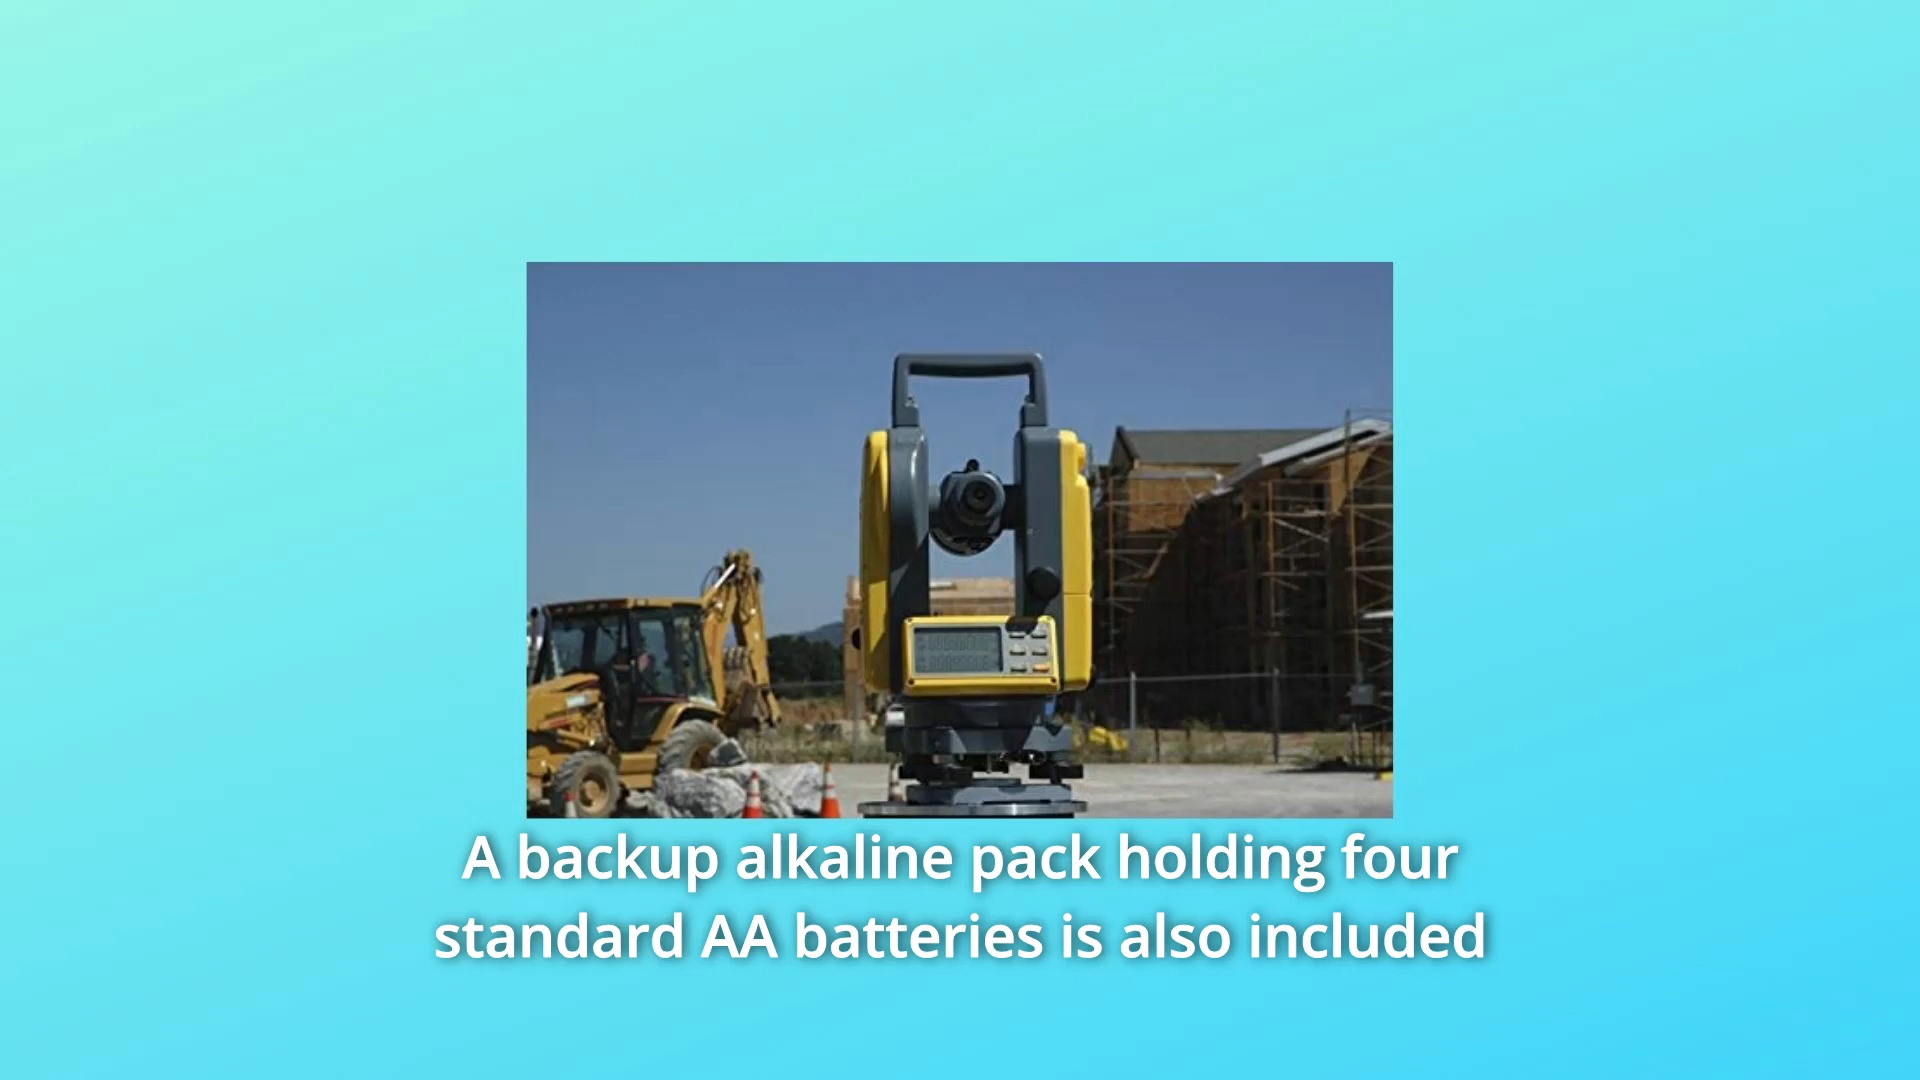 A backup alkaline pack holding four
standard AA batteries is also included